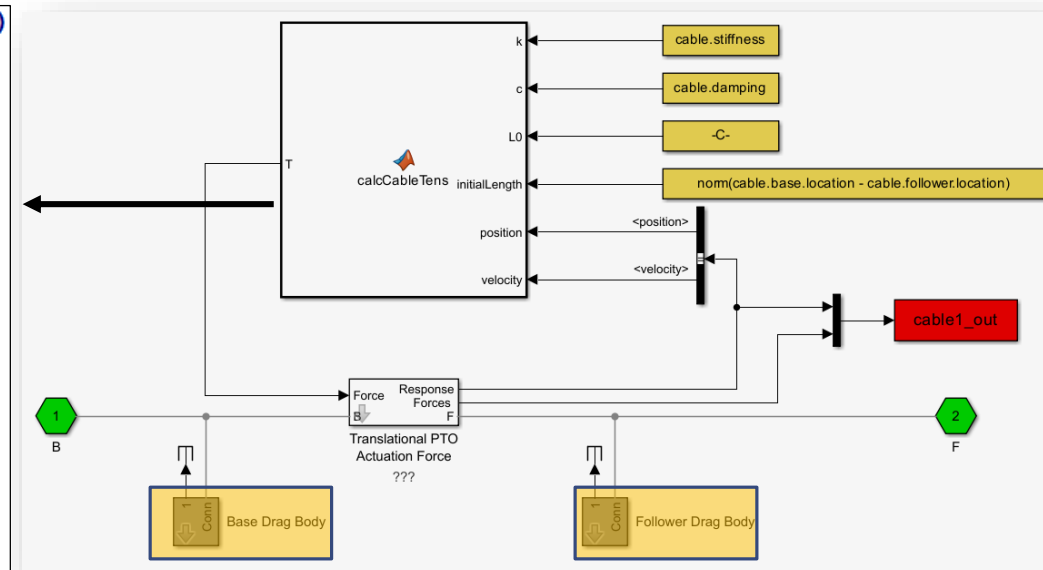 k
cable.stiffness
c
cable.damping
L0
-C-
T
calcCableTens
initialLength
norm(cable.base.location - cable.follower.location)
position
<position>
velocity
<velocity>
cable1_out
Force
Response
Forces
B
F
1
B
2
F
Translational PTO
Actuation Force
???
1
Conn
Base Drag Body
1
Conn
Follower Drag Body